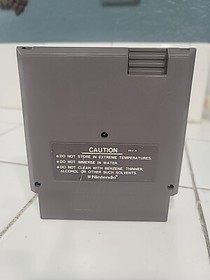 CAUTION
REV-A
●DO NOT STORE IN EXTREME TEMPERATURES.
●DO NOT IMMERSE IN WATER.
●DO NOT CLEAN WITH BENZENE, THINNER,
ALCOHOL OR OTHER SUCH SOLVENTS.
Nintendo